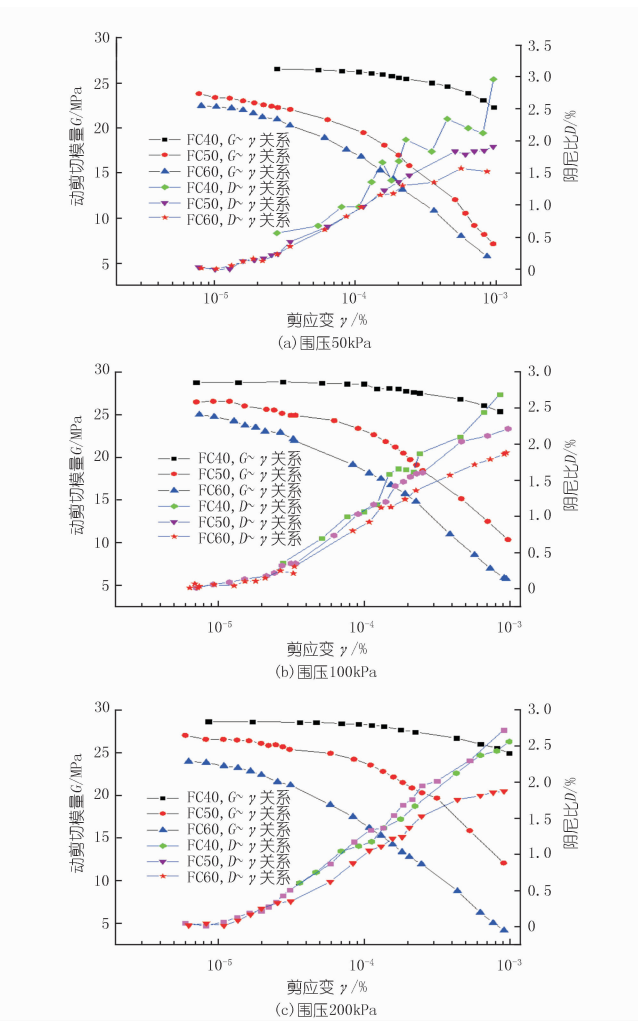 30
25
20
15
10
5
动剪切模量G/MPa
3.5
3.0
2.5
2.0
1.5
1.0
0.5
0
阻尼比D/%
FC40, G~γ关系
FC50, G~γ关系
FC60, G~γ关系
FC40, D~γ关系
FC50, D~γ关系
FC60, D~γ关系
10⁻⁵ 10⁻⁴ 10⁻³
剪应变 γ/%
(a)围压50kPa
30
25
20
15
10
5
动剪切模量G/MPa
3.0
2.5
2.0
1.5
1.0
0.5
0
阻尼比D/%
FC40, G~γ关系
FC50, G~γ关系
FC60, G~γ关系
FC40, D~γ关系
FC50, D~γ关系
FC60, D~γ关系
10⁻⁵ 10⁻⁴ 10⁻³
剪应变 γ/%
(b)围压100kPa
30
25
20
15
10
5
动剪切模量G/MPa
3.0
2.5
2.0
1.5
1.0
0.5
0
阻尼比D/%
FC40, G~γ关系
FC50, G~γ关系
FC60, G~γ关系
FC40, D~γ关系
FC50, D~γ关系
FC60, D~γ关系
10⁻⁵ 10⁻⁴ 10⁻³
剪应变 γ/%
(c)围压200kPa